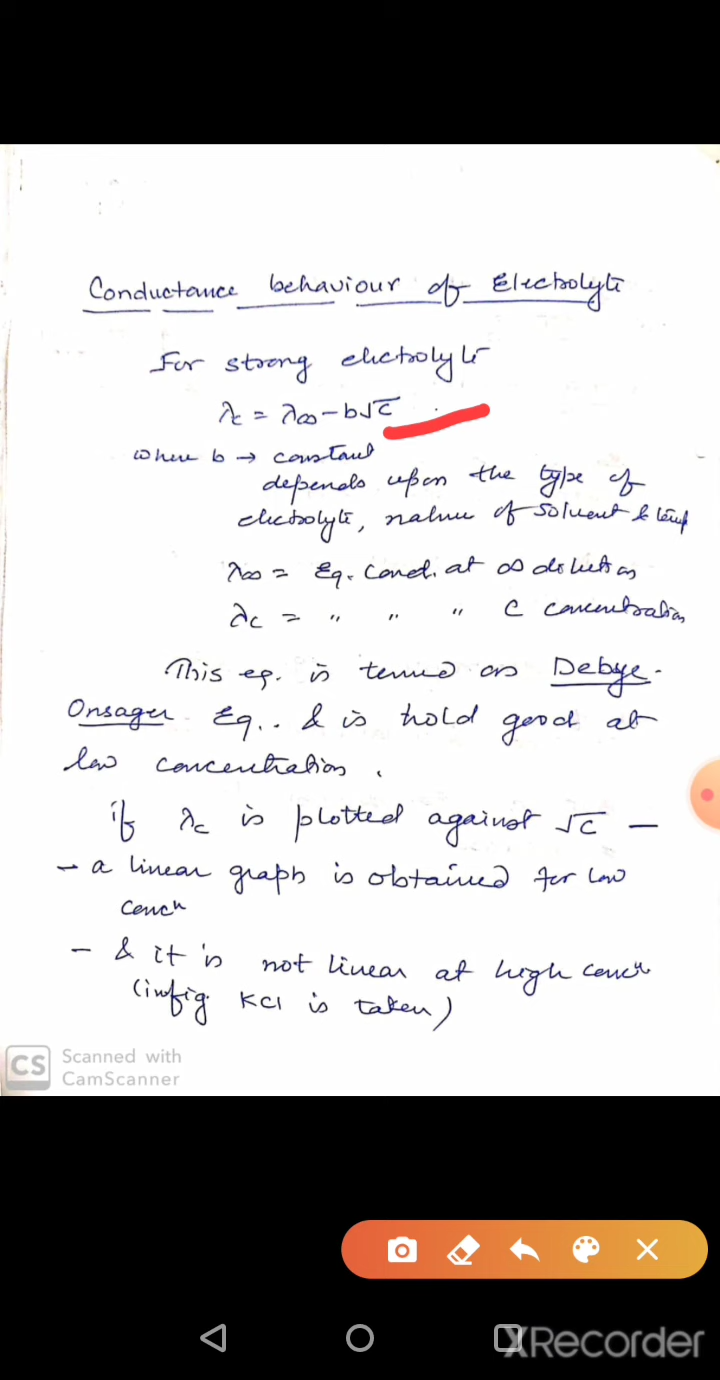 Conductance behaviour of Electrolyte
For strong electrolyte
λc = λ∞ - b√c
where b → constant
depends upon the type of
electrolyte, nature of solvent & temp
λ∞ = Eq. Cond. at ∞ dilution
λc = " " " C concentration
This eq. is termed as Debye-
Onsager Eq.. & is hold good at
low concentration.
if λc is plotted against √c —
- a linear graph is obtained for low
concn
- & it is not linear at high concn
(in fig. KCl is taken)
CS Scanned with
CamScanner
XRecorder